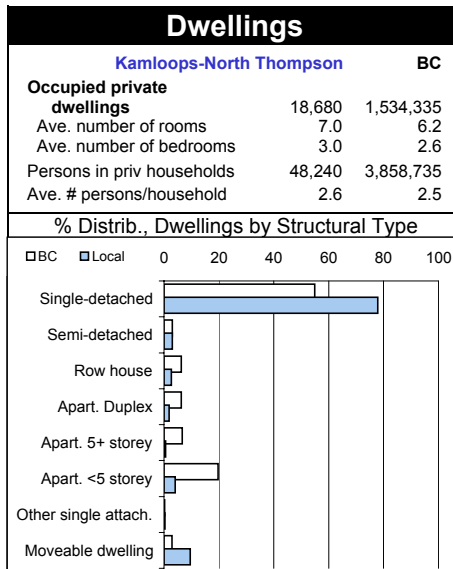 Dwellings
Kamloops-North Thompson BC
Occupied private
dwellings 18,680 1,534,335
Ave. number of rooms 7.0 6.2
Ave. number of bedrooms 3.0 2.6
Persons in priv households 48,240 3,858,735
Ave. # persons/household 2.6 2.5
% Distrib., Dwellings by Structural Type
BC Local 0 20 40 60 80 100
Single-detached
Semi-detached
Row house
Apart. Duplex
Apart. 5+ storey
Apart. <5 storey
Other single attach.
Moveable dwelling